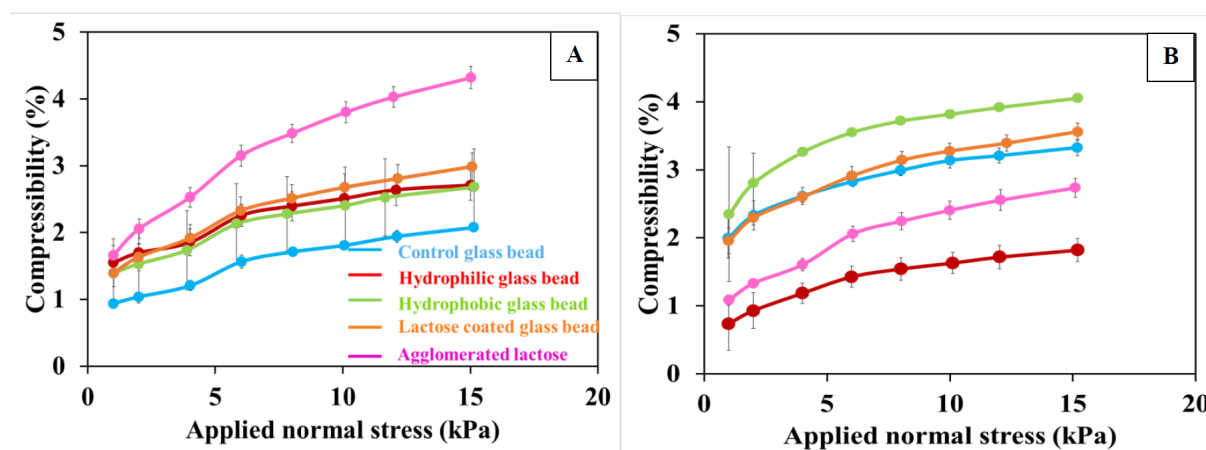 A
5
4
3
2
1
0
Compressibility (%)
Control glass bead
Hydrophilic glass bead
Hydrophobic glass bead
Lactose coated glass bead
Agglomerated lactose
0 5 10 15 20
Applied normal stress (kPa)
B
5
4
3
2
1
0
Compressibility (%)
0 5 10 15 20
Applied normal stress (kPa)